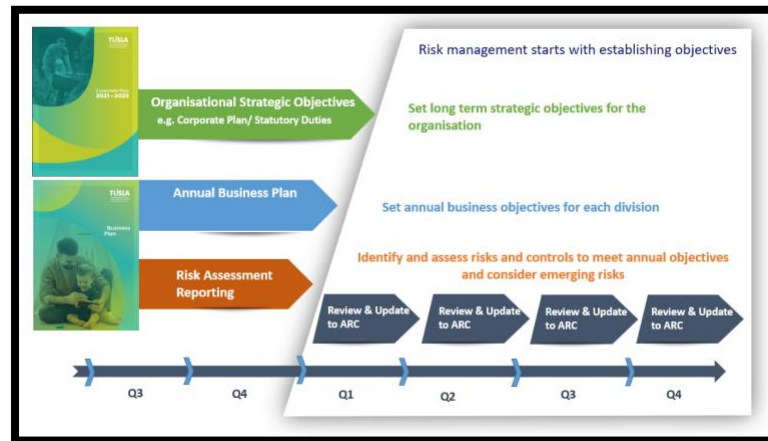 Risk management starts with establishing objectives
TUSLA
Corporate Plan
2021 - 2023
Organisational Strategic Objectives
e.g. Corporate Plan/ Statutory Duties
Set long term strategic objectives for the
organisation
TUSLA
Business
Plan
Annual Business Plan
Set annual business objectives for each division
Risk Assessment
Reporting
Identify and assess risks and controls to meet annual objectives
and consider emerging risks
Review & Update
to ARC
Review & Update
to ARC
Review & Update
to ARC
Review & Update
to ARC
Q3
Q4
Q1
Q2
Q3
Q4